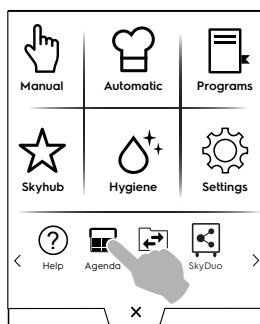 Manual Automatic Programs
Skyhub Hygiene Settings
? Help Agenda SkyDuo
< >
X